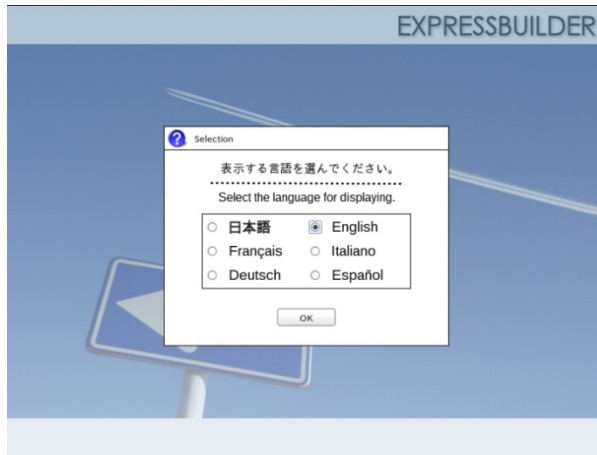 EXPRESSBUILDER
Selection
表示する言語を選んでください。
Select the language for displaying.
日本語 English
Français Italiano
Deutsch Español
OK